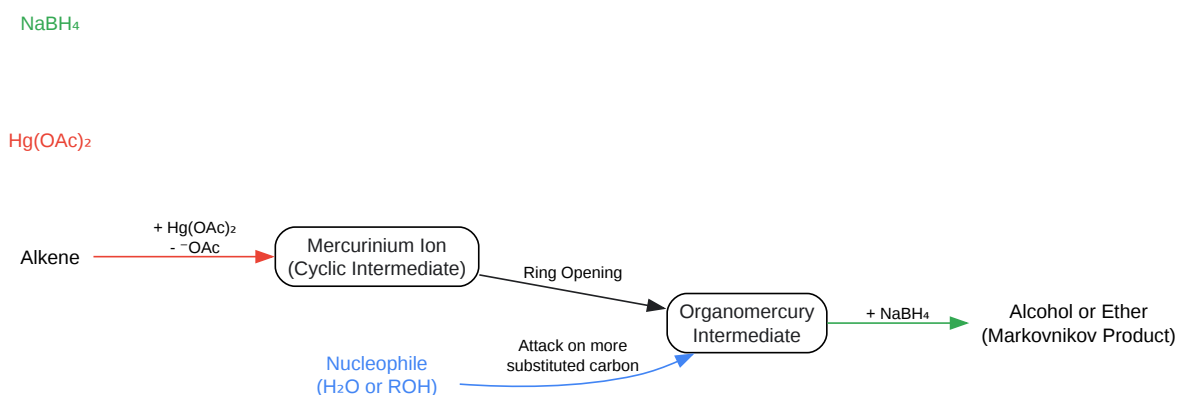 NaBH₄
Hg(OAc)₂
+ Hg(OAc)₂
- ⁻OAc
Alkene
Mercurinium Ion
(Cyclic Intermediate)
Ring Opening
Organomercury
Intermediate
+ NaBH₄
Alcohol or Ether
(Markovnikov Product)
Attack on more
substituted carbon
Nucleophile
(H₂O or ROH)